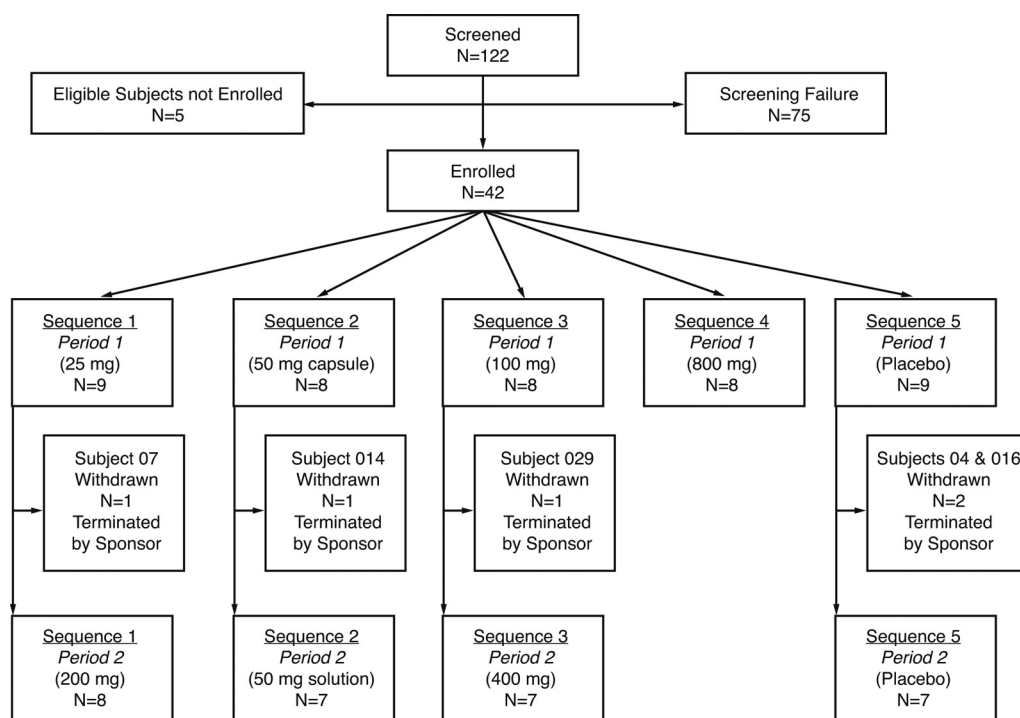 Screened
N=122
Eligible Subjects not Enrolled
N=5
Screening Failure
N=75
Enrolled
N=42
Sequence 1
Period 1
(25 mg)
N=9
Sequence 2
Period 1
(50 mg capsule)
N=8
Sequence 3
Period 1
(100 mg)
N=8
Sequence 4
Period 1
(800 mg)
N=8
Sequence 5
Period 1
(Placebo)
N=9
Subject 07
Withdrawn
N=1
Terminated
by Sponsor
Subject 014
Withdrawn
N=1
Terminated
by Sponsor
Subject 029
Withdrawn
N=1
Terminated
by Sponsor
Subjects 04 & 016
Withdrawn
N=2
Terminated
by Sponsor
Sequence 1
Period 2
(200 mg)
N=8
Sequence 2
Period 2
(50 mg solution)
N=7
Sequence 3
Period 2
(400 mg)
N=7
Sequence 5
Period 2
(Placebo)
N=7